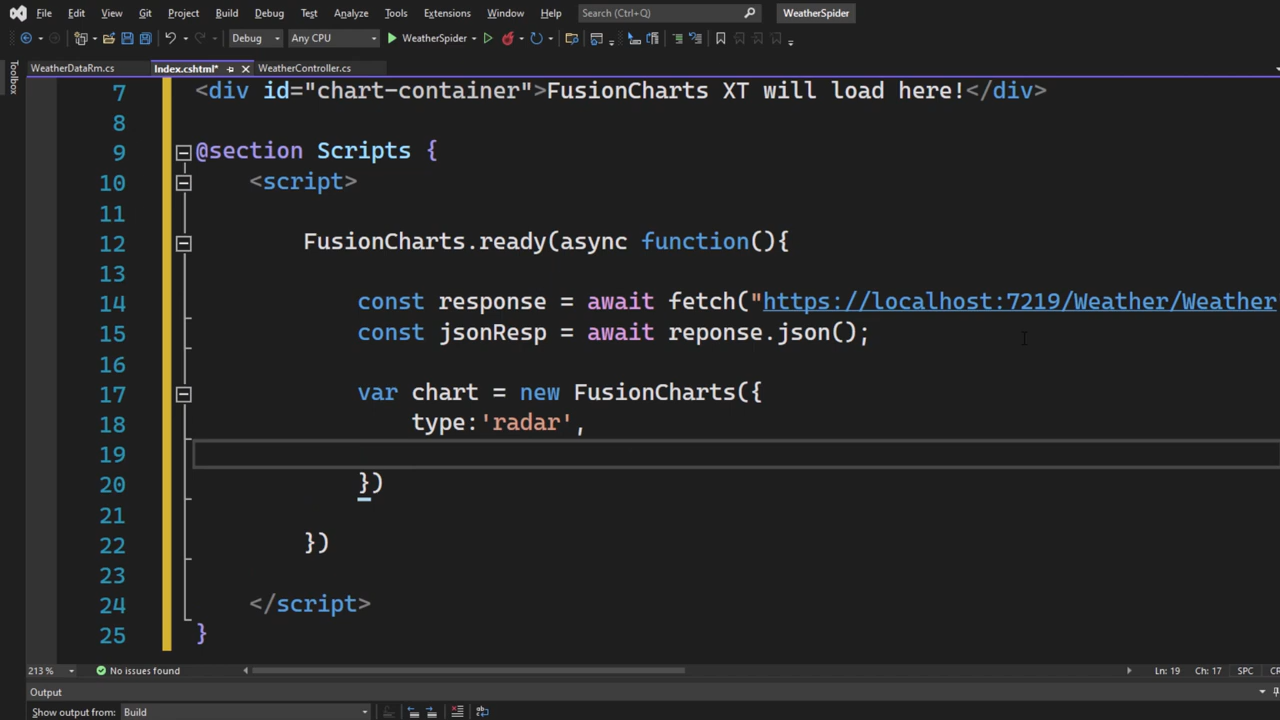 File Edit View Git Project Build Debug Test Analyze Tools Extensions Window Help Search (Ctrl+Q) WeatherSpider
Debug Any CPU WeatherSpider
Toolbox
WeatherDataRm.cs Index.cshtml* WeatherController.cs
7 <div id="chart-container">FusionCharts XT will load here!</div>
8
9 @section Scripts {
10 <script>
11
12 FusionCharts.ready(async function(){
13
14 const response = await fetch("https://localhost:7219/Weather/Weather
15 const jsonResp = await reponse.json();
16
17 var chart = new FusionCharts({
18 type:'radar',
19
20 })
21
22 })
23
24 </script>
25 }
213 % No issues found Ln: 19 Ch: 17 SPC
Output
Show output from: Build